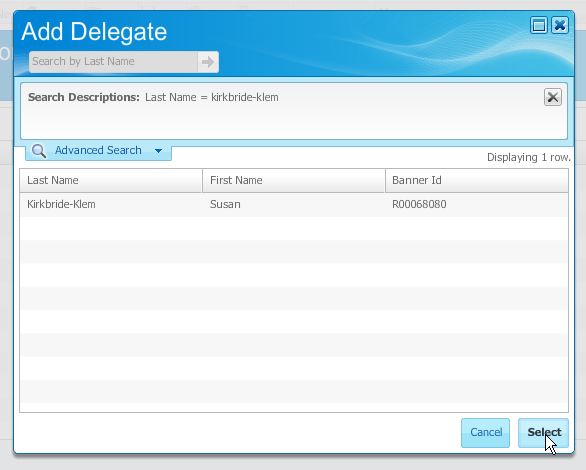 Add Delegate
Search by Last Name
Search Descriptions: Last Name = kirkbride-klem
Advanced Search
Displaying 1 row.
Last Name First Name Banner Id
Kirkbride-Klem Susan R00068080
Cancel Select